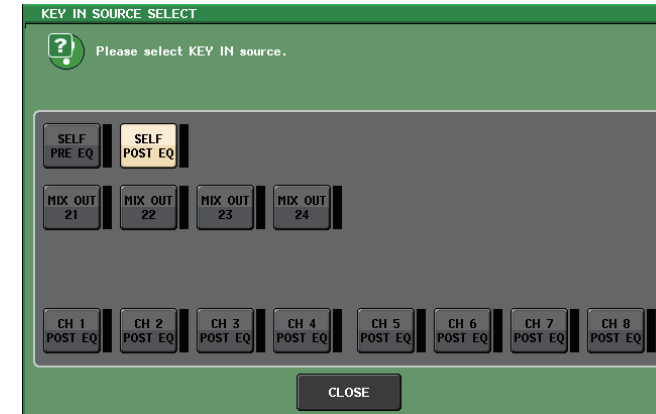 KEY IN SOURCE SELECT
?
Please select KEY IN source.
SELF PRE EQ
SELF POST EQ
MIX OUT 21
MIX OUT 22
MIX OUT 23
MIX OUT 24
CH 1 POST EQ
CH 2 POST EQ
CH 3 POST EQ
CH 4 POST EQ
CH 5 POST EQ
CH 6 POST EQ
CH 7 POST EQ
CH 8 POST EQ
CLOSE